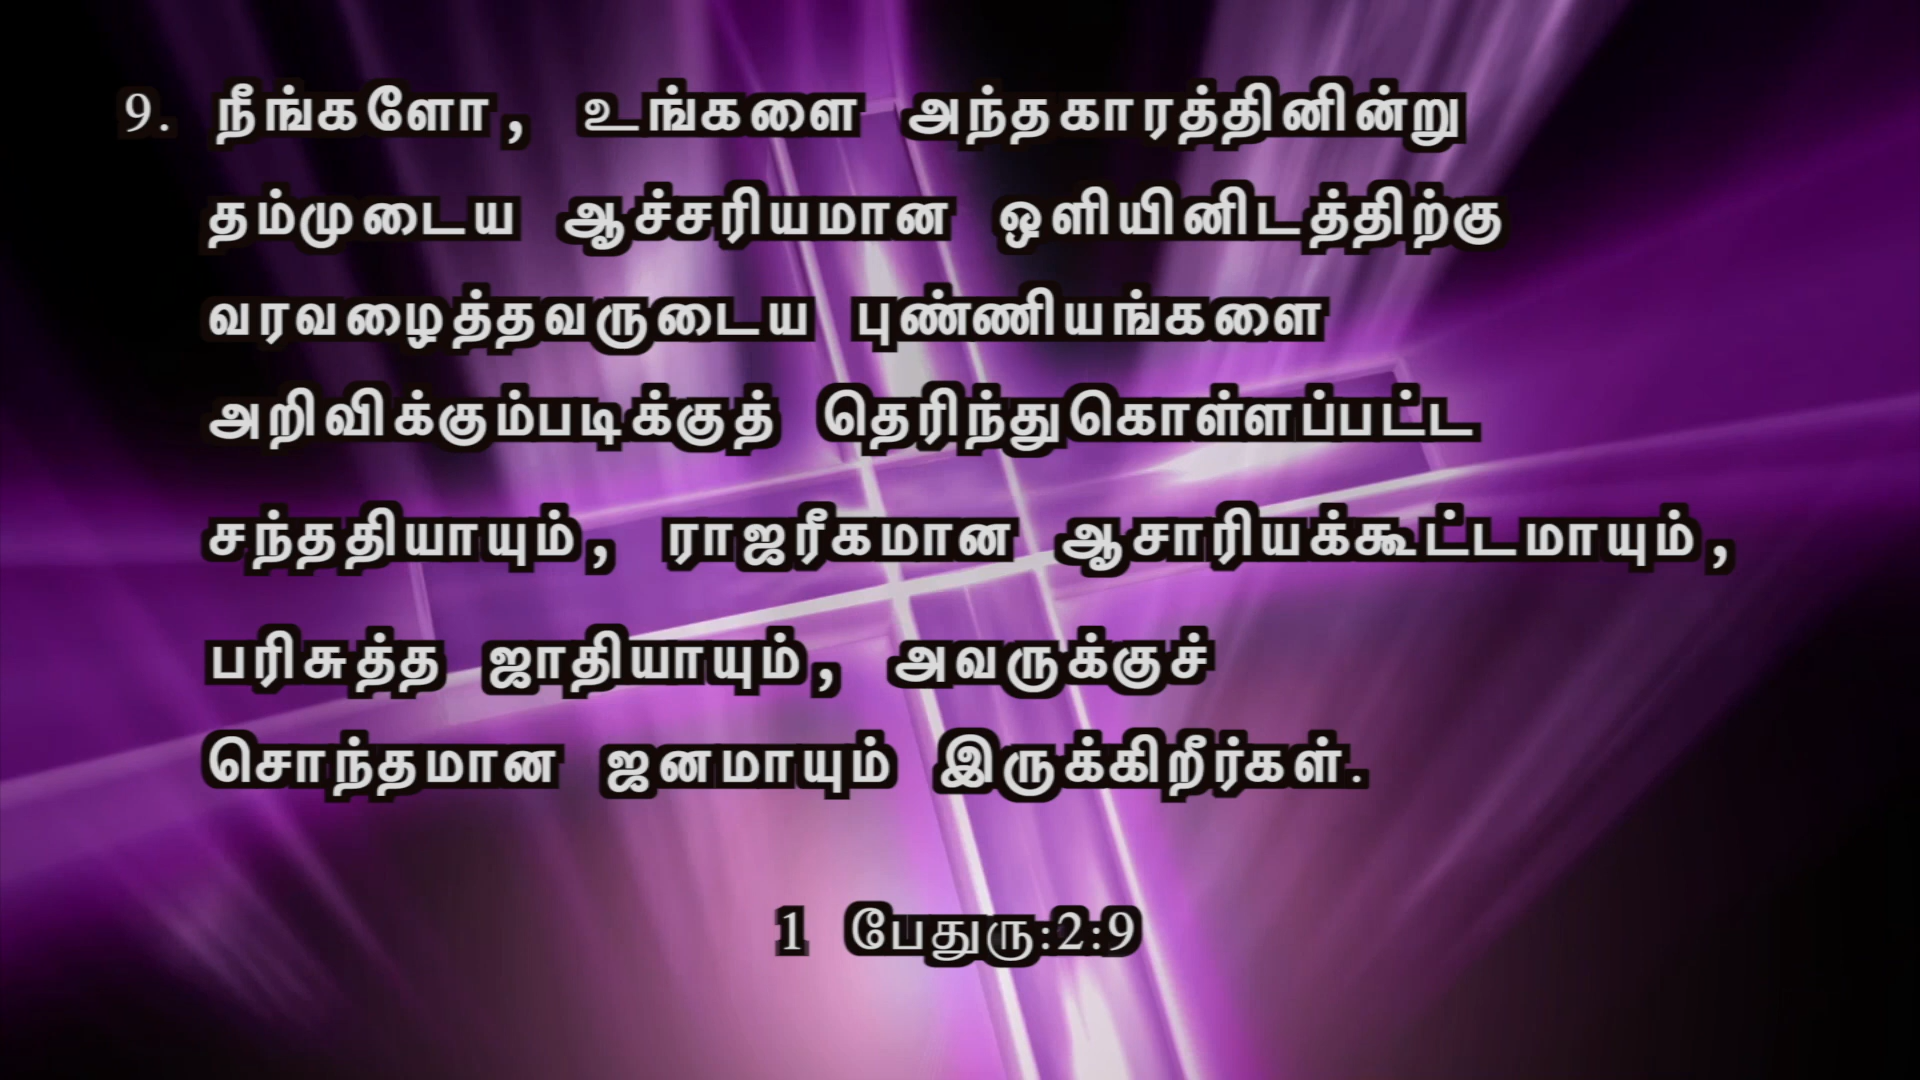 9. நீங்களோ, உங்களை அந்தகாரத்தினின்று
தம்முடைய ஆச்சரியமான ஒளியினிடத்திற்கு
வரவழைத்தவருடைய புண்ணியங்களை
அறிவிக்கும்படிக்குத் தெரிந்துகொள்ளப்பட்ட
சந்ததியாயும், ராஜரீகமான ஆசாரியக்கூட்டமாயும்,
பரிசுத்த ஜாதியாயும், அவருக்குச்
சொந்தமான ஜனமாயும் இருக்கிறீர்கள்.
1 பேதுரு:2:9